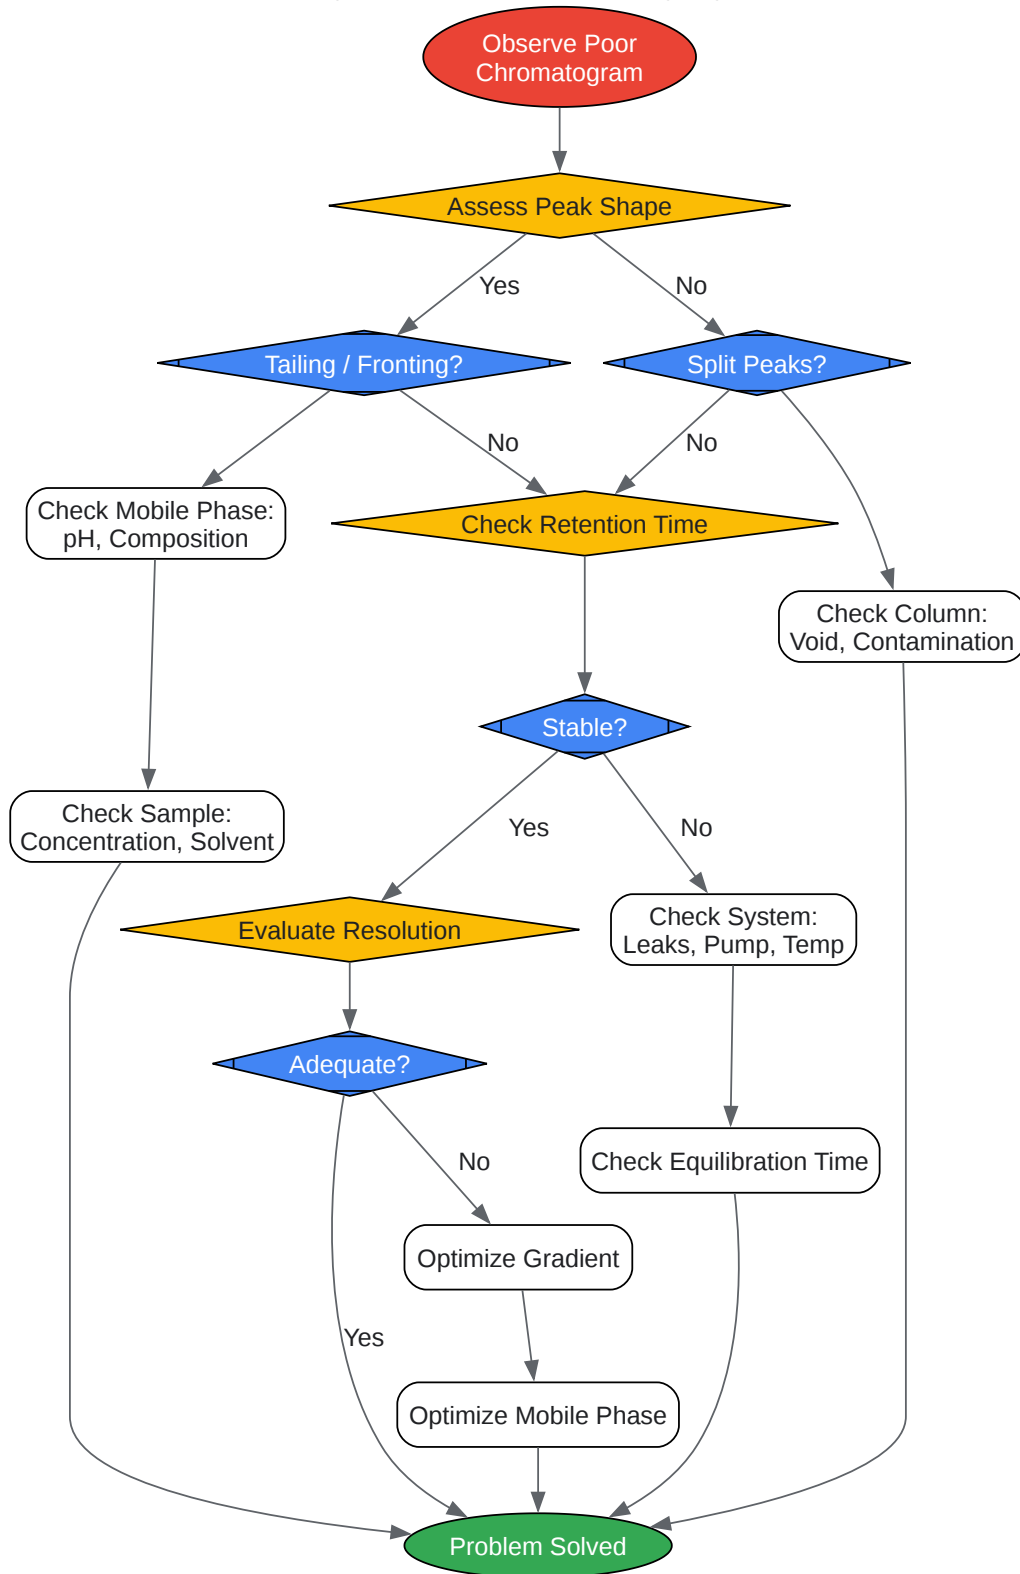 Observe Poor
Chromatogram
Assess Peak Shape
Yes
No
Tailing / Fronting?
Split Peaks?
No
No
Check Mobile Phase:
pH, Composition
Check Retention Time
Check Column:
Void, Contamination
Stable?
Check Sample:
Concentration, Solvent
Yes
No
Evaluate Resolution
Check System:
Leaks, Pump, Temp
Adequate?
No
Check Equilibration Time
Optimize Gradient
Yes
Optimize Mobile Phase
Problem Solved